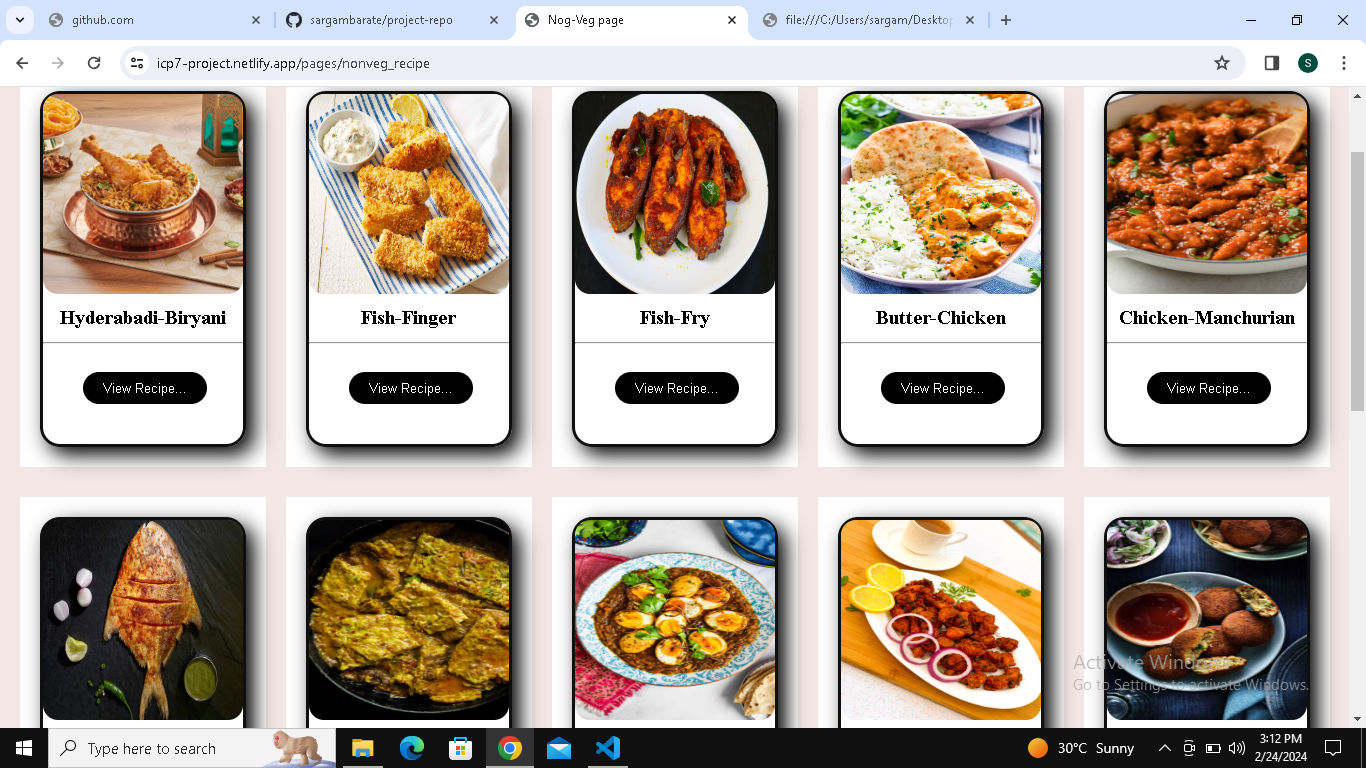 github.com
sargambarate/project-repo
Nog-Veg page
file:///C:/Users/sargam/Desktop
icp7-project.netlify.app/pages/nonveg_recipe
S
Hyderabadi-Biryani
Fish-Finger
Fish-Fry
Butter-Chicken
Chicken-Manchurian
View Recipe...
View Recipe...
View Recipe...
View Recipe...
View Recipe...
Activate Windows
Go to Settings to activate Windows.
Type here to search
30°C Sunny
3:12 PM
2/24/2024